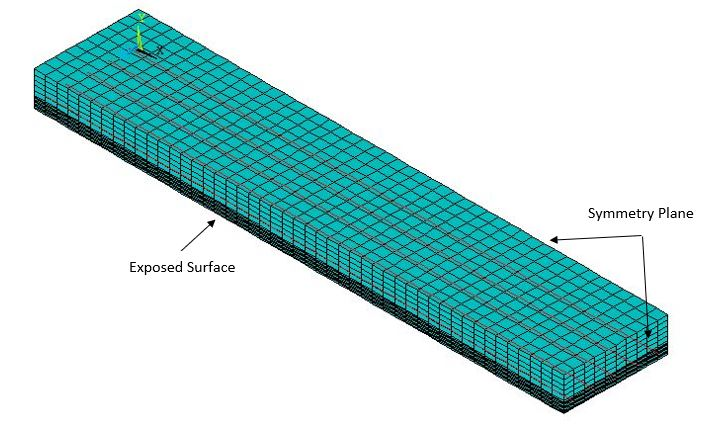 Y
X
Symmetry Plane
Exposed Surface